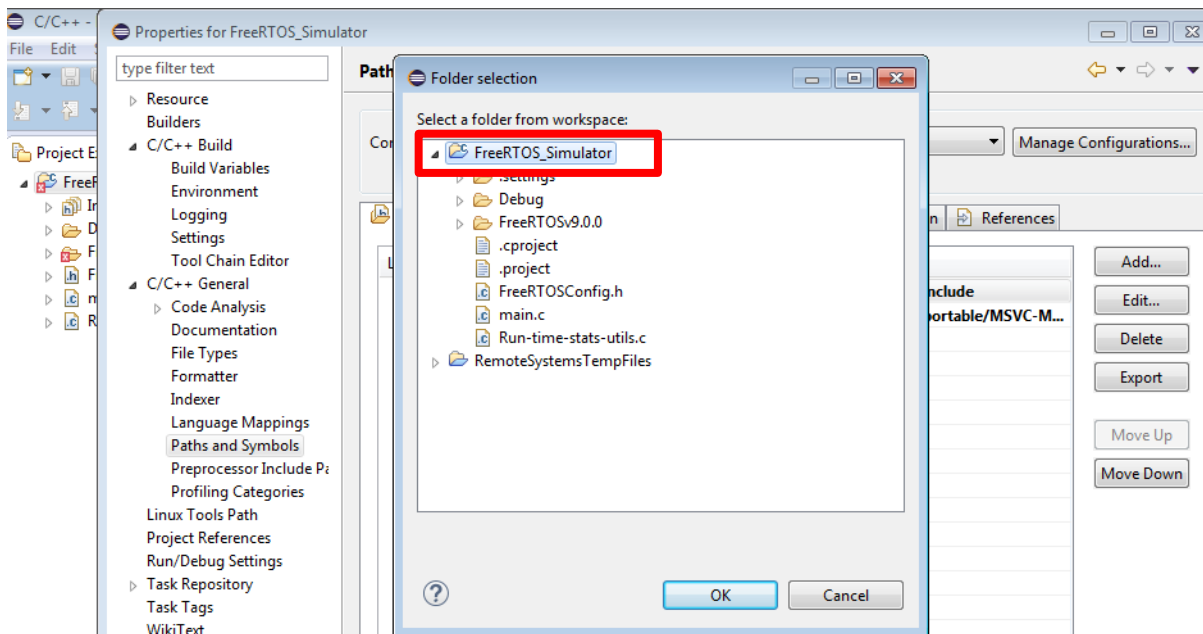 C/C++ -
File Edit
Project E
FreeR
In
D
F
F
m
R
Properties for FreeRTOS_Simulator
type filter text
Resource
Builders
C/C++ Build
Build Variables
Environment
Logging
Settings
Tool Chain Editor
C/C++ General
Code Analysis
Documentation
File Types
Formatter
Indexer
Language Mappings
Paths and Symbols
Preprocessor Include Pa
Profiling Categories
Linux Tools Path
Project References
Run/Debug Settings
Task Repository
Task Tags
WikiText
Path
Con
L
Folder selection
Select a folder from workspace:
FreeRTOS_Simulator
.settings
Debug
FreeRTOSv9.0.0
.cproject
.project
FreeRTOSConfig.h
main.c
Run-time-stats-utils.c
RemoteSystemsTempFiles
OK Cancel
Manage Configurations...
n References
nclude
portable/MSVC-M...
Add...
Edit...
Delete
Export
Move Up
Move Down